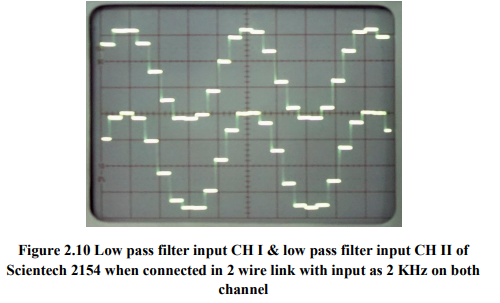 Figure 2.10 Low pass filter input CH I & low pass filter input CH II of
Scientech 2154 when connected in 2 wire link with input as 2 KHz on both
channel